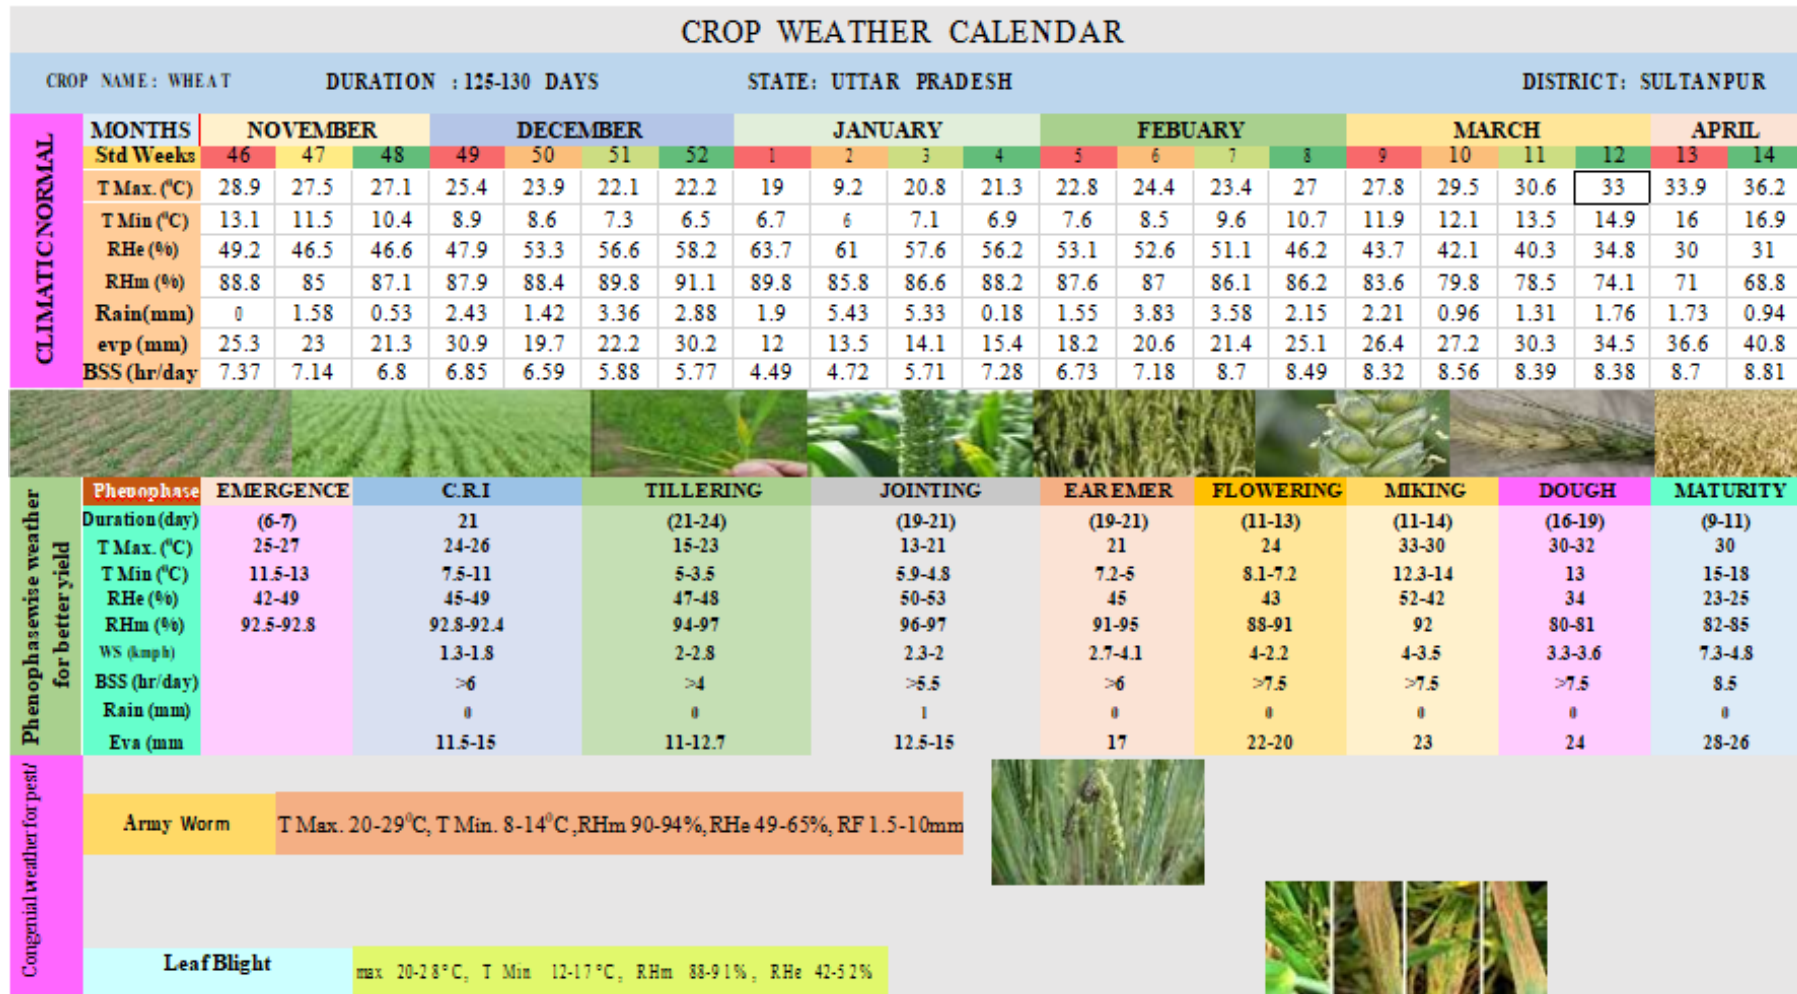 CROP WEATHER CALENDAR
CROP NAME: WHEAT DURATION : 125-130 DAYS STATE: UTTAR PRADESH DISTRICT: SULTANPUR
CLIMATIC NORMAL
MONTHS NOVEMBER DECEMBER JANUARY FEBUARY MARCH APRIL
Std Weeks 46 47 48 49 50 51 52 1 2 3 4 5 6 7 8 9 10 11 12 13 14
T Max. (⁰C) 28.9 27.5 27.1 25.4 23.9 22.1 22.2 19 9.2 20.8 21.3 22.8 24.4 23.4 27 27.8 29.5 30.6 33 33.9 36.2
T Min (⁰C) 13.1 11.5 10.4 8.9 8.6 7.3 6.5 6.7 6 7.1 6.9 7.6 8.5 9.6 10.7 11.9 12.1 13.5 14.9 16 16.9
RHe (%) 49.2 46.5 46.6 47.9 53.3 56.6 58.2 63.7 61 57.6 56.2 53.1 52.6 51.1 46.2 43.7 42.1 40.3 34.8 30 31
RHm (%) 88.8 85 87.1 87.9 88.4 89.8 91.1 89.8 85.8 86.6 88.2 87.6 87 86.1 86.2 83.6 79.8 78.5 74.1 71 68.8
Rain(mm) 0 1.58 0.53 2.43 1.42 3.36 2.88 1.9 5.43 5.33 0.18 1.55 3.83 3.58 2.15 2.21 0.96 1.31 1.76 1.73 0.94
evp (mm) 25.3 23 21.3 30.9 19.7 22.2 30.2 12 13.5 14.1 15.4 18.2 20.6 21.4 25.1 26.4 27.2 30.3 34.5 36.6 40.8
BSS (hr/day 7.37 7.14 6.8 6.85 6.59 5.88 5.77 4.49 4.72 5.71 7.28 6.73 7.18 8.7 8.49 8.32 8.56 8.39 8.38 8.7 8.81
Phenophasewise weather
for better yield
Phenophase EMERGENCE C.R.I TILLERING JOINTING EAR EMER FLOWERING MIKING DOUGH MATURITY
Duration (day) (6-7) 21 (21-24) (19-21) (19-21) (11-13) (11-14) (16-19) (9-11)
T Max. (⁰C) 25-27 24-26 15-23 13-21 21 24 33-30 30-32 30
T Min (⁰C) 11.5-13 7.5-11 5-3.5 5.9-4.8 7.2-5 8.1-7.2 12.3-14 13 15-18
RHe (%) 42-49 45-49 47-48 50-53 45 43 52-42 34 23-25
RHm (%) 92.5-92.8 92.8-92.4 94-97 96-97 91-95 88-91 92 80-81 82-85
WS (kmph) 1.3-1.8 2-2.8 2.3-2 2.7-4.1 4-2.2 4-3.5 3.3-3.6 7.3-4.8
BSS (hr/day) >6 >4 >5.5 >6 >7.5 >7.5 >7.5 8.5
Rain (mm) 0 0 1 0 0 0 0 0
Eva (mm 11.5-15 11-12.7 12.5-15 17 22-20 23 24 28-26
Congenial weather for pest/
Army Worm T Max. 20-29⁰C, T Min. 8-14⁰C ,RHm 90-94%, RHe 49-65%, RF 1.5-10mm
Leaf Blight max 20-28°C, T Min 12-17°C, RHm 88-91%, RHe 42-52%